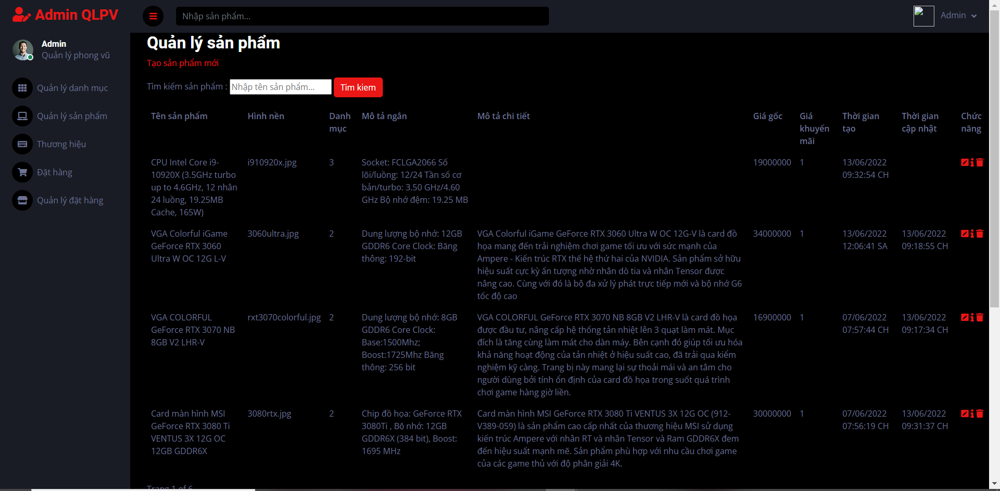 Admin QLPV
Nhập sản phẩm...
Admin
Admin
Quản lý phong vũ
Quản lý danh mục
Quản lý sản phẩm
Thương hiệu
Đặt hàng
Quản lý đặt hàng
Quản lý sản phẩm
Tạo sản phẩm mới
Tìm kiếm sản phẩm : Nhập tên sản phẩm... Tim kiem
Tên sản phẩm
Hình nền
Danh
mục
Mô tả ngắn
Mô tả chi tiết
Giá gốc
Giá
khuyến
mãi
Thời gian
tạo
Thời gian
cập nhật
Chức
năng
CPU Intel Core i9-
10920X (3.5GHz turbo
up to 4.6GHz, 12 nhân
24 luồng, 19.25MB
Cache, 165W)
i910920x.jpg
3
Socket: FCLGA2066 Số
lõi/luồng: 12/24 Tần số cơ
bản/turbo: 3.50 GHz/4.60
GHz Bộ nhớ đệm: 19.25 MB
19000000
1
13/06/2022
09:32:54 CH
VGA Colorful iGame
GeForce RTX 3060
Ultra W OC 12G L-V
3060ultra.jpg
2
Dung lượng bộ nhớ: 12GB
GDDR6 Core Clock: Băng
thông: 192-bit
VGA Colorful iGame GeForce RTX 3060 Ultra W OC 12G-V là card đồ
họa mang đến trải nghiệm chơi game tối ưu với sức mạnh của
Ampere - Kiến trúc RTX thế hệ thứ hai của NVIDIA. Sản phẩm sở hữu
hiệu suất cực kỳ ấn tượng nhờ nhân dò tia và nhân Tensor được
nâng cao. Cùng với đó là bộ đa xử lý phát trực tiếp mới và bộ nhớ G6
tốc độ cao
34000000
1
13/06/2022
12:06:41 SA
13/06/2022
09:18:55 CH
VGA COLORFUL
GeForce RTX 3070 NB
8GB V2 LHR-V
rxt3070colorful.jpg
2
Dung lượng bộ nhớ: 8GB
GDDR6 Core Clock:
Base:1500Mhz;
Boost:1725Mhz Băng
thông: 256 bit
VGA COLORFUL GeForce RTX 3070 NB 8GB V2 LHR-V là card đồ họa
được đầu tư, nâng cấp hệ thống tản nhiệt lên 3 quạt làm mát. Mục
đích là tăng cùng làm mát cho dàn máy. Bên cạnh đó giúp tối ưu hóa
khả năng hoạt động của tản nhiệt ở hiệu suất cao, đã trải qua kiểm
nghiệm kỹ càng. Trang bị này mang lại sự thoải mái và an tâm cho
người dùng bởi tính ổn định của card đồ họa trong suốt quá trình
chơi game hàng giờ liền.
16900000
1
07/06/2022
07:57:44 CH
13/06/2022
09:17:34 CH
Card màn hình MSI
GeForce RTX 3080 Ti
VENTUS 3X 12G OC
12GB GDDR6X
3080rtx.jpg
2
Chip đồ họa: GeForce RTX
3080Ti , Bộ nhớ: 12GB
GDDR6X (384 bit), Boost:
1695 MHz
Card màn hình MSI GeForce RTX 3080 Ti VENTUS 3X 12G OC (912-
V389-059) là sản phẩm cao cấp nhất của thương hiệu MSI sử dụng
kiến trúc Ampere với nhân RT và nhân Tensor và Ram GDDR6X đem
đến hiệu suất mạnh mẽ. Sản phẩm phù hợp với nhu cầu chơi game
của các game thủ với độ phân giải 4K.
30000000
1
07/06/2022
07:56:19 CH
13/06/2022
09:31:37 CH
Trang 1 of 6